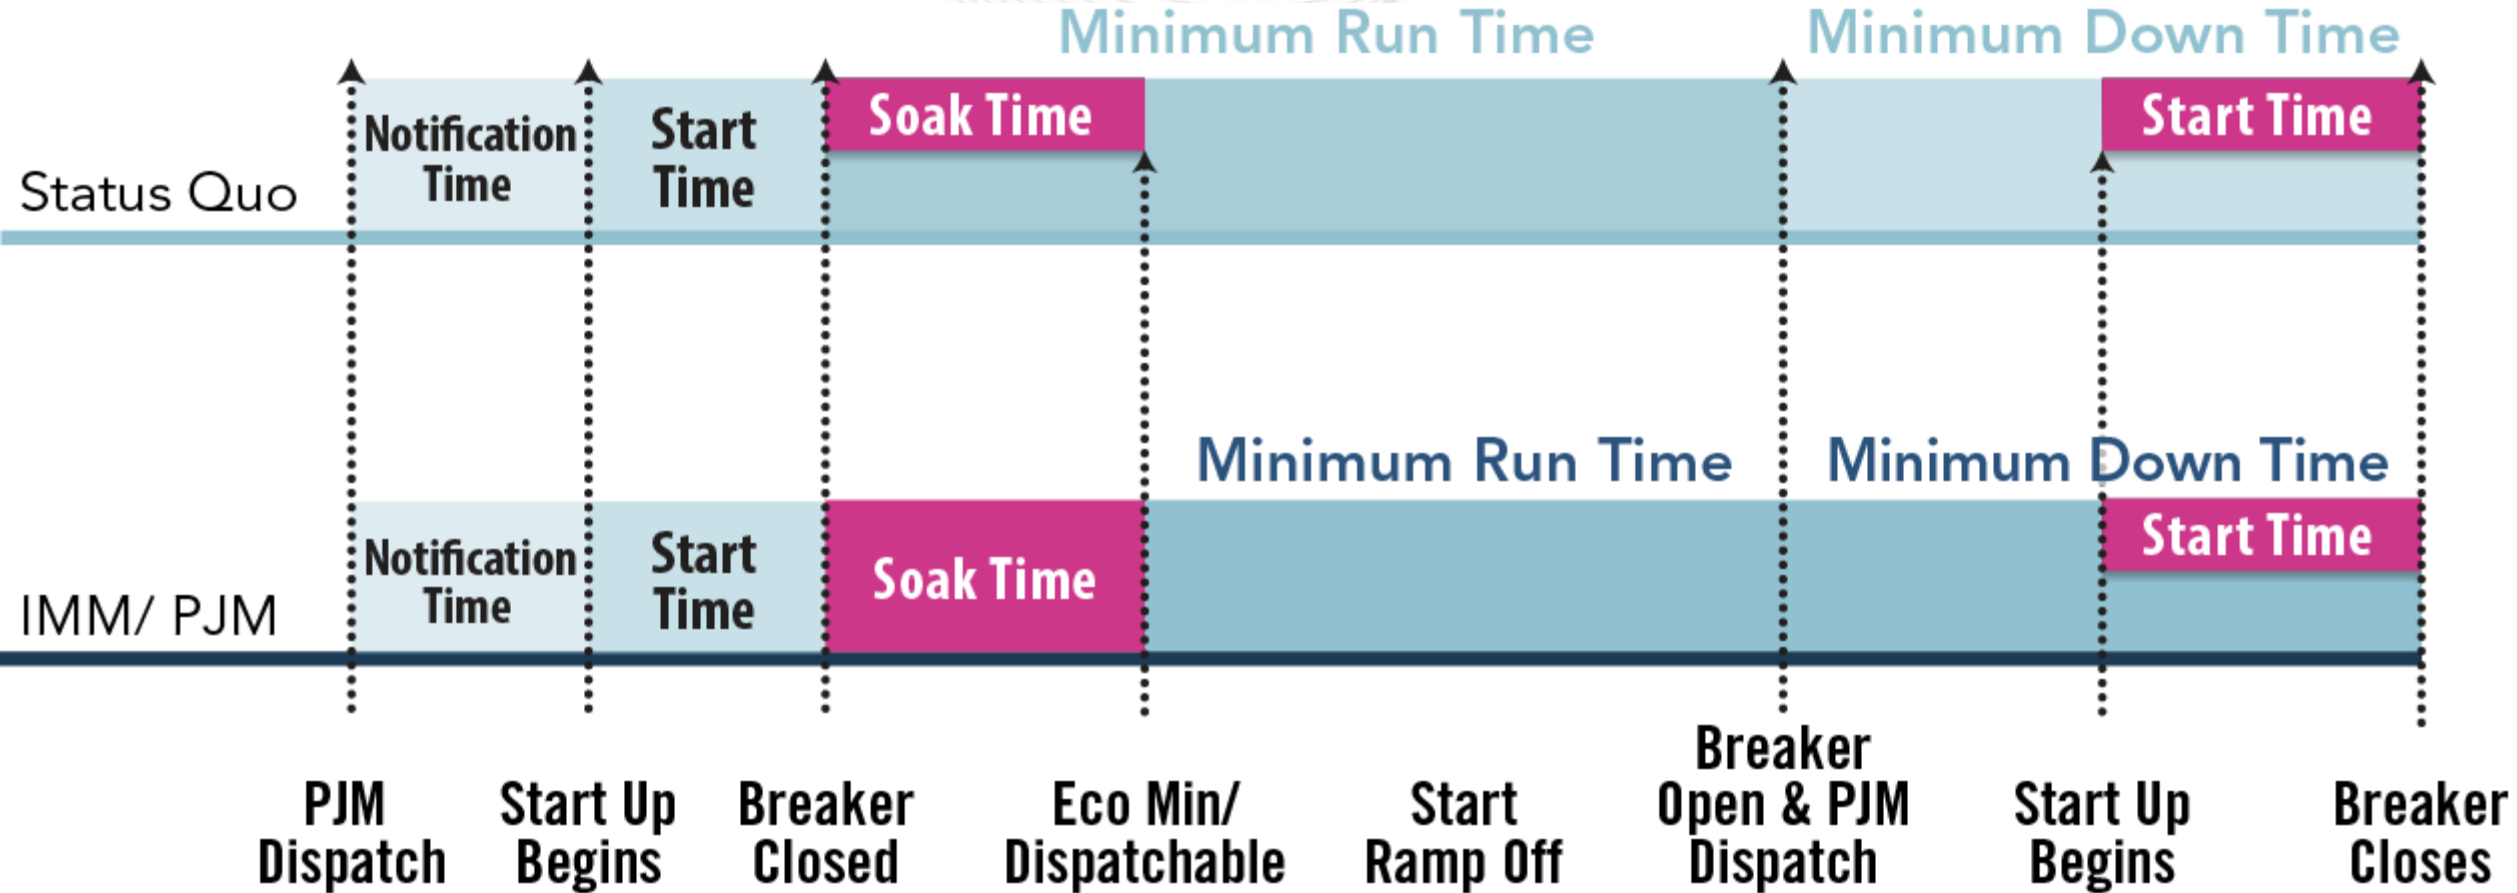 Minimum Run Time
Minimum Down Time
Status Quo
Notification
Time
Start
Time
Soak Time
Start Time
Minimum Run Time
Minimum Down Time
IMM/ PJM
Notification
Time
Start
Time
Soak Time
Start Time
PJM
Dispatch
Start Up
Begins
Breaker
Closed
Eco Min/
Dispatchable
Start
Ramp Off
Breaker
Open & PJM
Dispatch
Start Up
Begins
Breaker
Closes